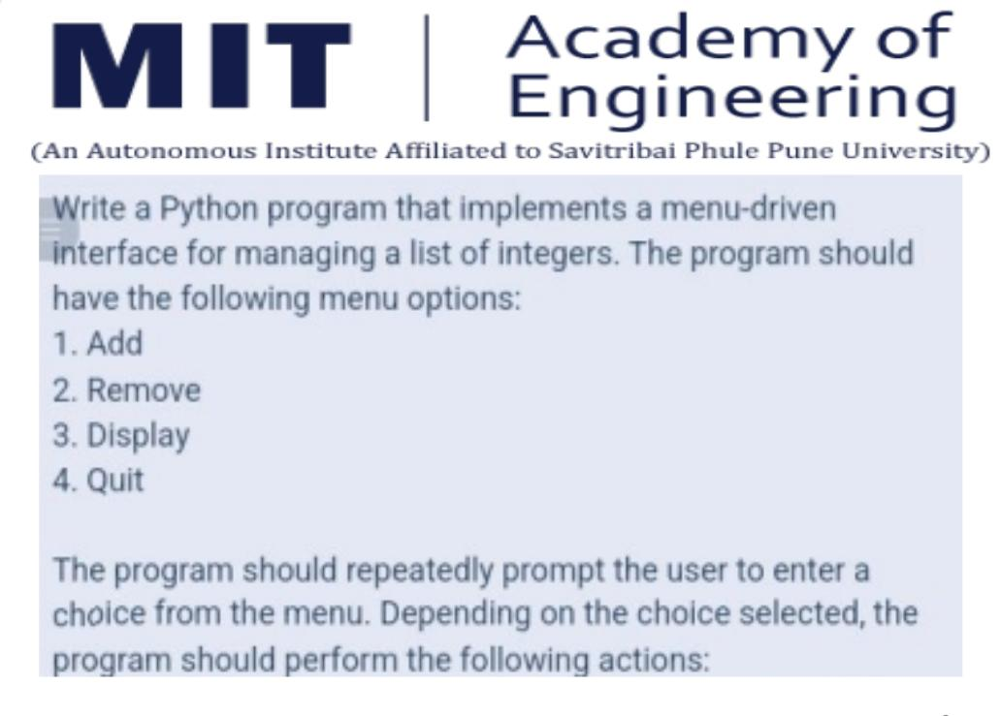 MIT | Academy of
Engineering
(An Autonomous Institute Affiliated to Savitribai Phule Pune University)
Write a Python program that implements a menu-driven
interface for managing a list of integers. The program should
have the following menu options:
1. Add
2. Remove
3. Display
4. Quit
The program should repeatedly prompt the user to enter a
choice from the menu. Depending on the choice selected, the
program should perform the following actions: